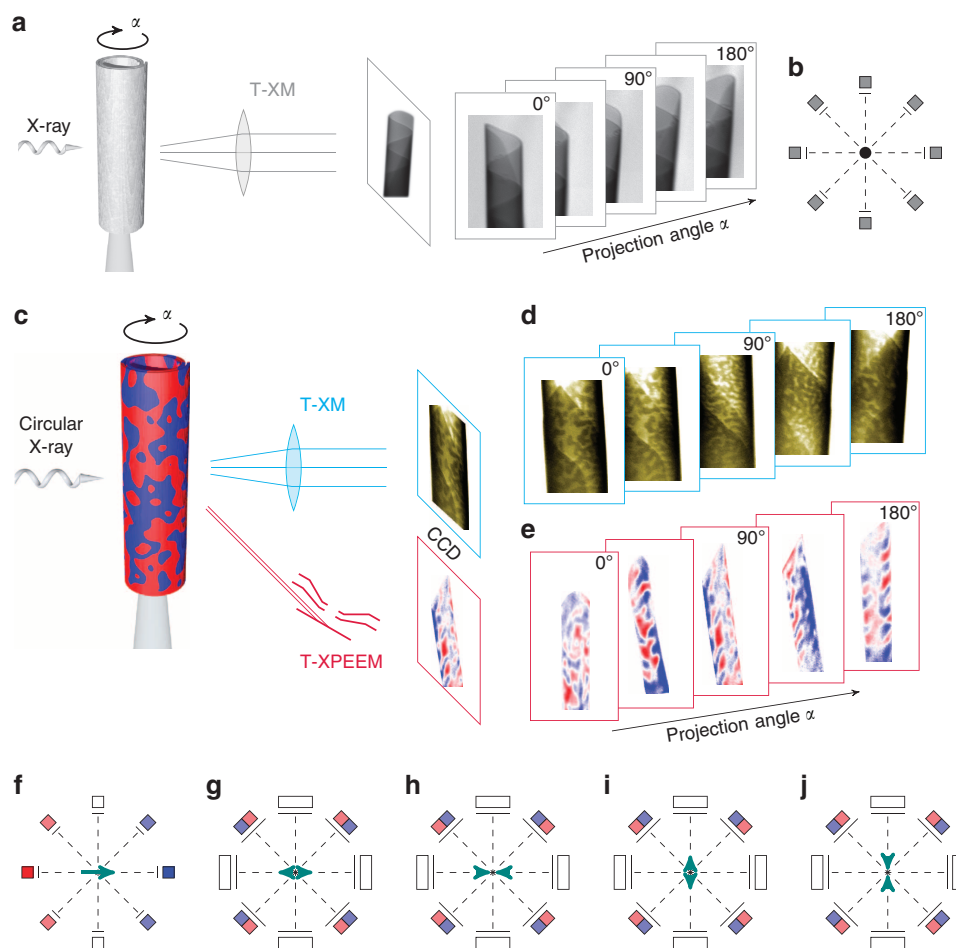 a
α
X-ray
T-XM
0°
90°
180°
Projection angle α
b
c
α
Circular
X-ray
T-XM
CCD
T-XPEEM
d
0°
90°
180°
e
0°
90°
180°
Projection angle α
f
g
h
i
j